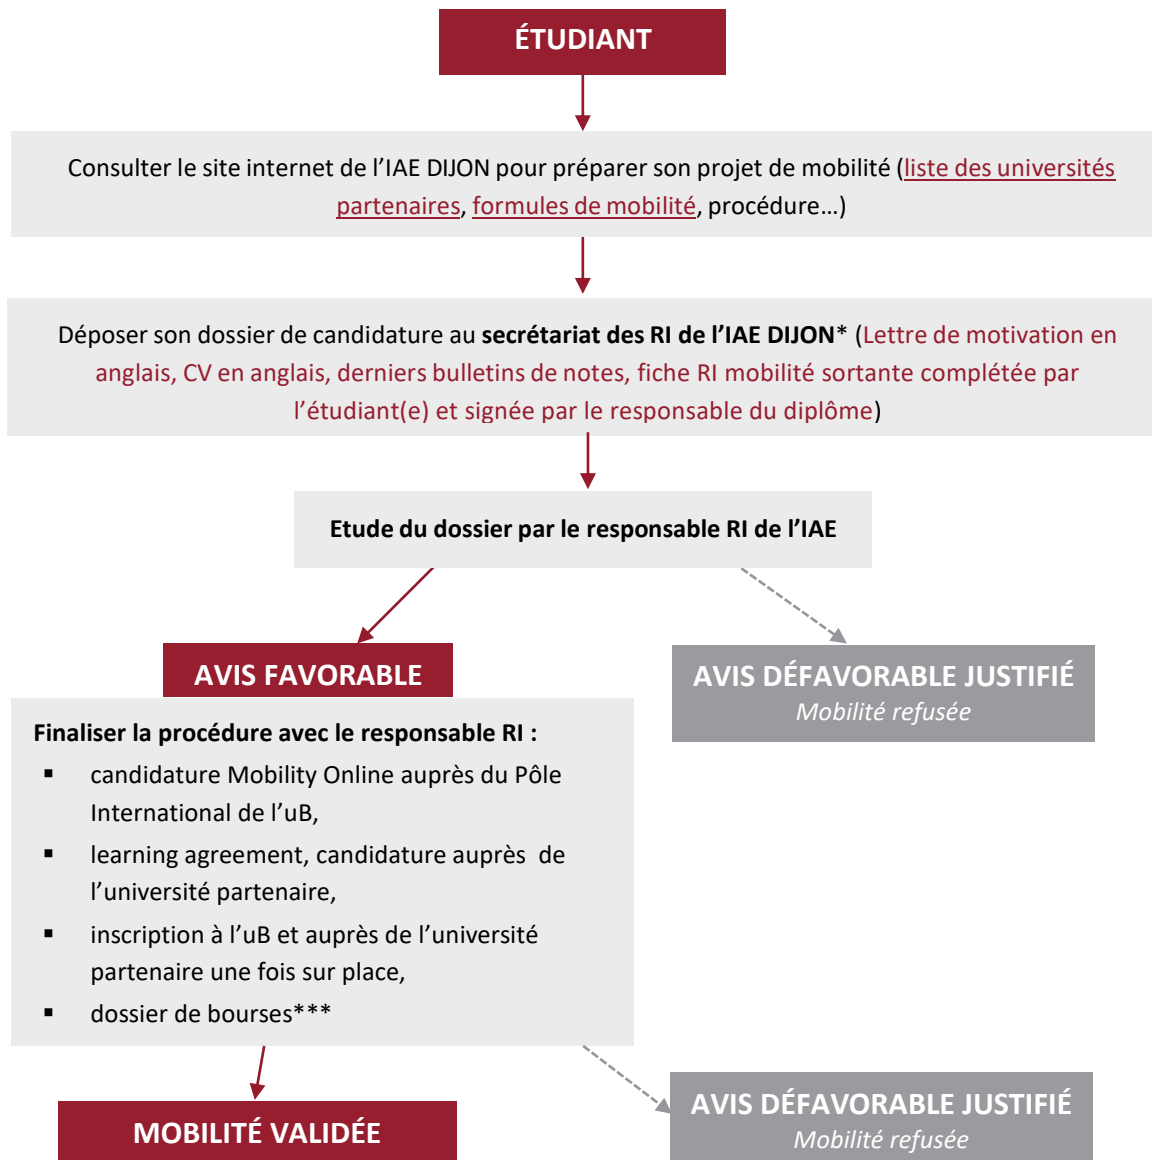 ÉTUDIANT
Consulter le site internet de l’IAE DIJON pour préparer son projet de mobilité (liste des universités
partenaires, formules de mobilité, procédure…)
Déposer son dossier de candidature au secrétariat des RI de l’IAE DIJON* (Lettre de motivation en
anglais, CV en anglais, derniers bulletins de notes, fiche RI mobilité sortante complétée par
l’étudiant(e) et signée par le responsable du diplôme)
Etude du dossier par le responsable RI de l’IAE
AVIS FAVORABLE
AVIS DÉFAVORABLE JUSTIFIÉ
Mobilité refusée
Finaliser la procédure avec le responsable RI :
▪ candidature Mobility Online auprès du Pôle
International de l’uB,
▪ learning agreement, candidature auprès  de
l’université partenaire,
▪ inscription à l’uB et auprès de l’université
partenaire une fois sur place,
▪ dossier de bourses***
MOBILITÉ VALIDÉE
AVIS DÉFAVORABLE JUSTIFIÉ
Mobilité refusée